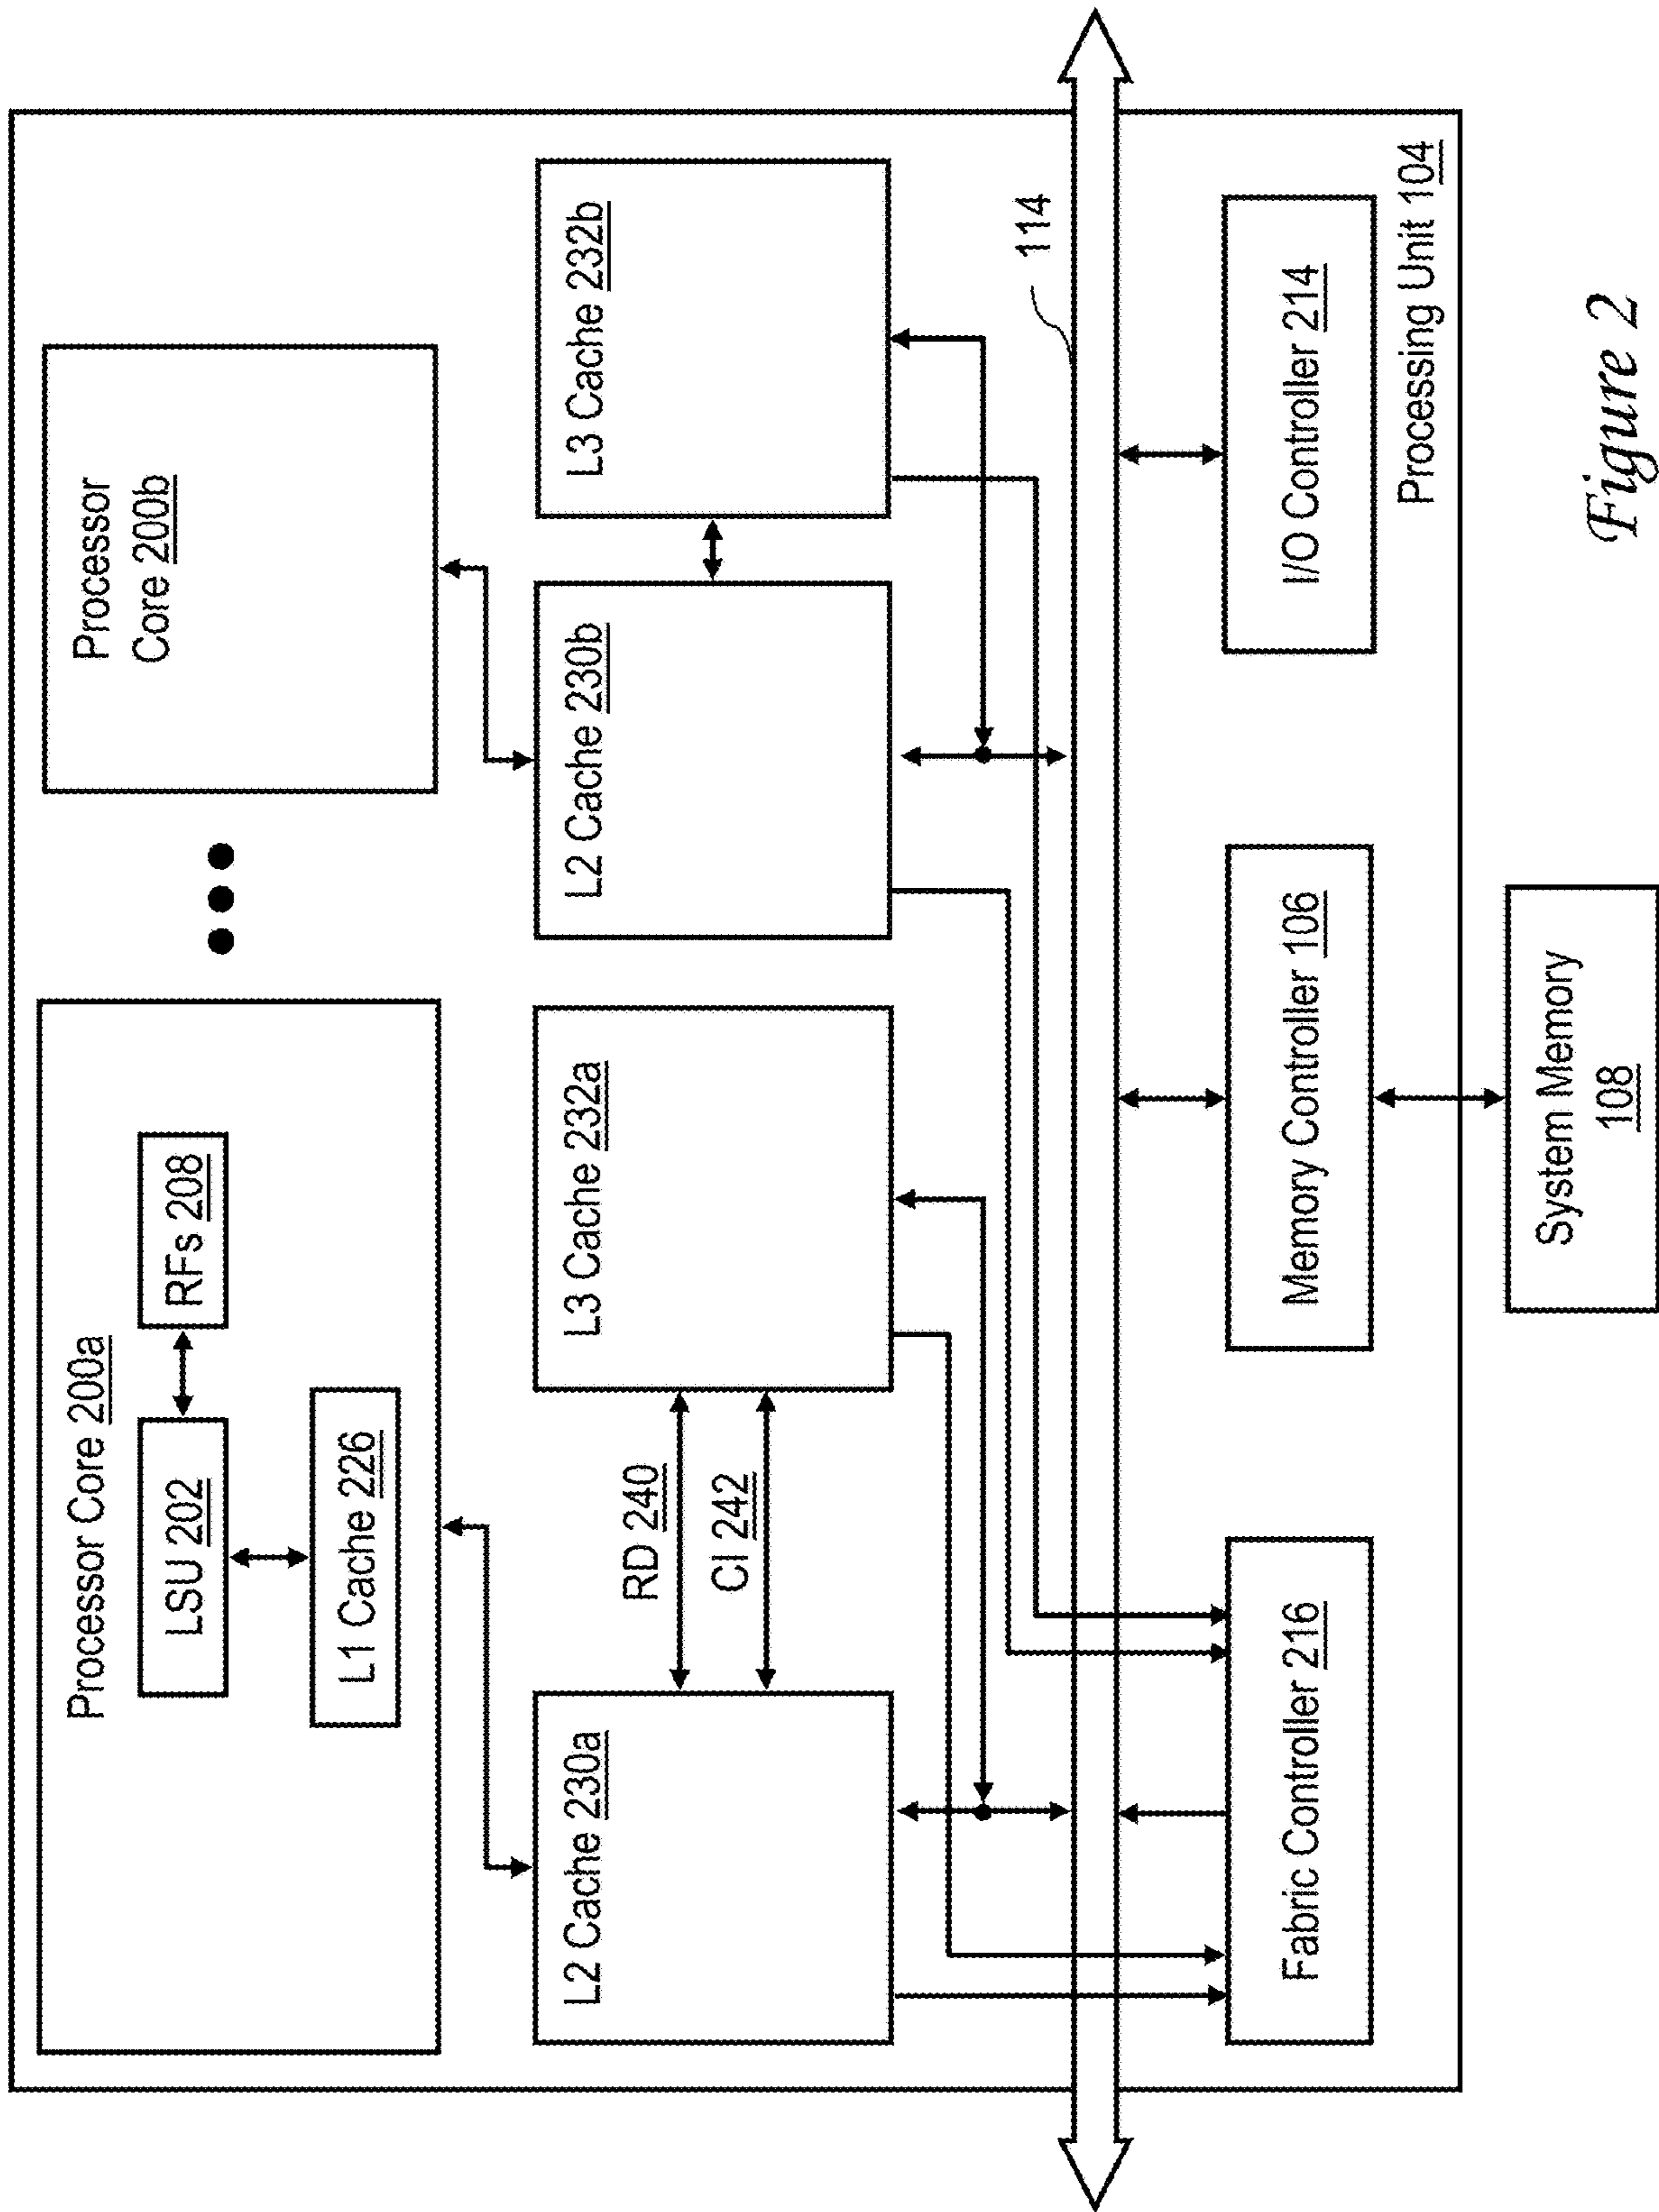 Processor Core 200a
LSU 202
RFs 208
L1 Cache 226
Processor
Core 200b
L2 Cache 230a
RD 240
CI 242
L3 Cache 232a
L2 Cache 230b
L3 Cache 232b
114
Fabric Controller 216
Memory Controller 106
I/O Controller 214
Processing Unit 104
System Memory
108
Figure 2